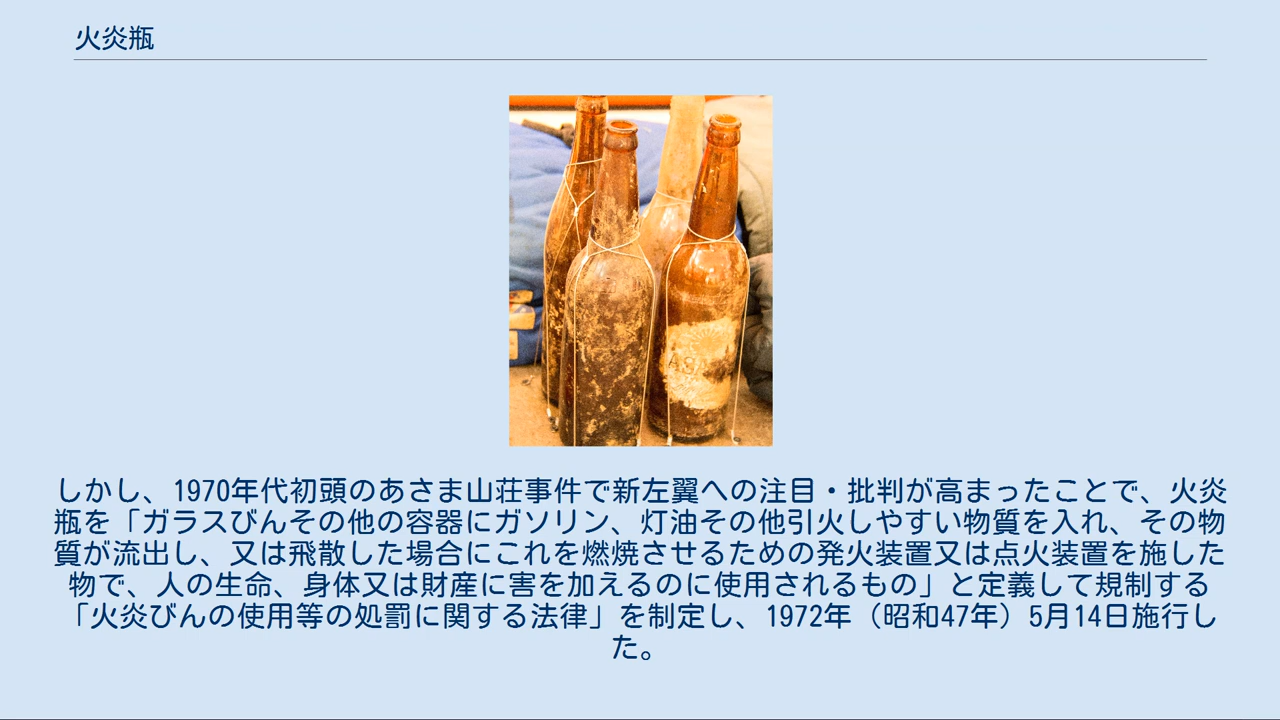 火炎瓶
しかし、1970年代初頭のあさま山荘事件で新左翼への注目・批判が高まったことで、火炎
瓶を「ガラスびんその他の容器にガソリン、灯油その他引火しやすい物質を入れ、その物
質が流出し、又は飛散した場合にこれを燃焼させるための発火装置又は点火装置を施した
物で、人の生命、身体又は財産に害を加えるのに使用されるもの」と定義して規制する
「火炎びんの使用等の処罰に関する法律」を制定し、1972年（昭和47年）5月14日施行し
た。